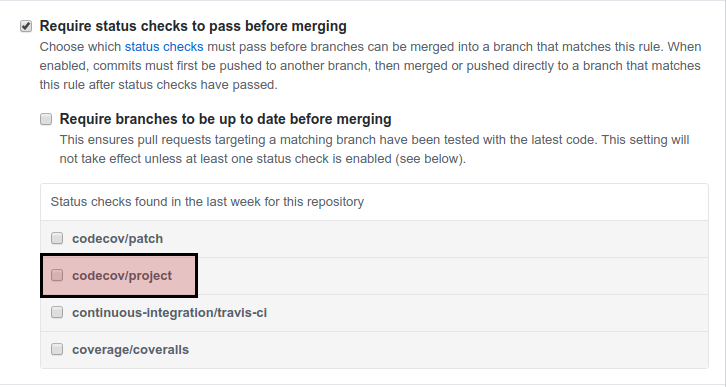 Require status checks to pass before merging
Choose which status checks must pass before branches can be merged into a branch that matches this rule. When
enabled, commits must first be pushed to another branch, then merged or pushed directly to a branch that matches
this rule after status checks have passed.
Require branches to be up to date before merging
This ensures pull requests targeting a matching branch have been tested with the latest code. This setting will
not take effect unless at least one status check is enabled (see below).
Status checks found in the last week for this repository
codecov/patch
codecov/project
continuous-integration/travis-ci
coverage/coveralls